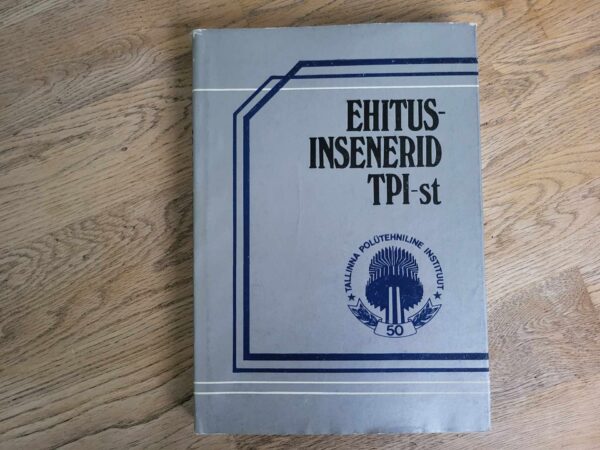 EHITUS-
INSENERID
TPI-st
TALLINNA POLÜTEHNILINE INSTITUUT
50